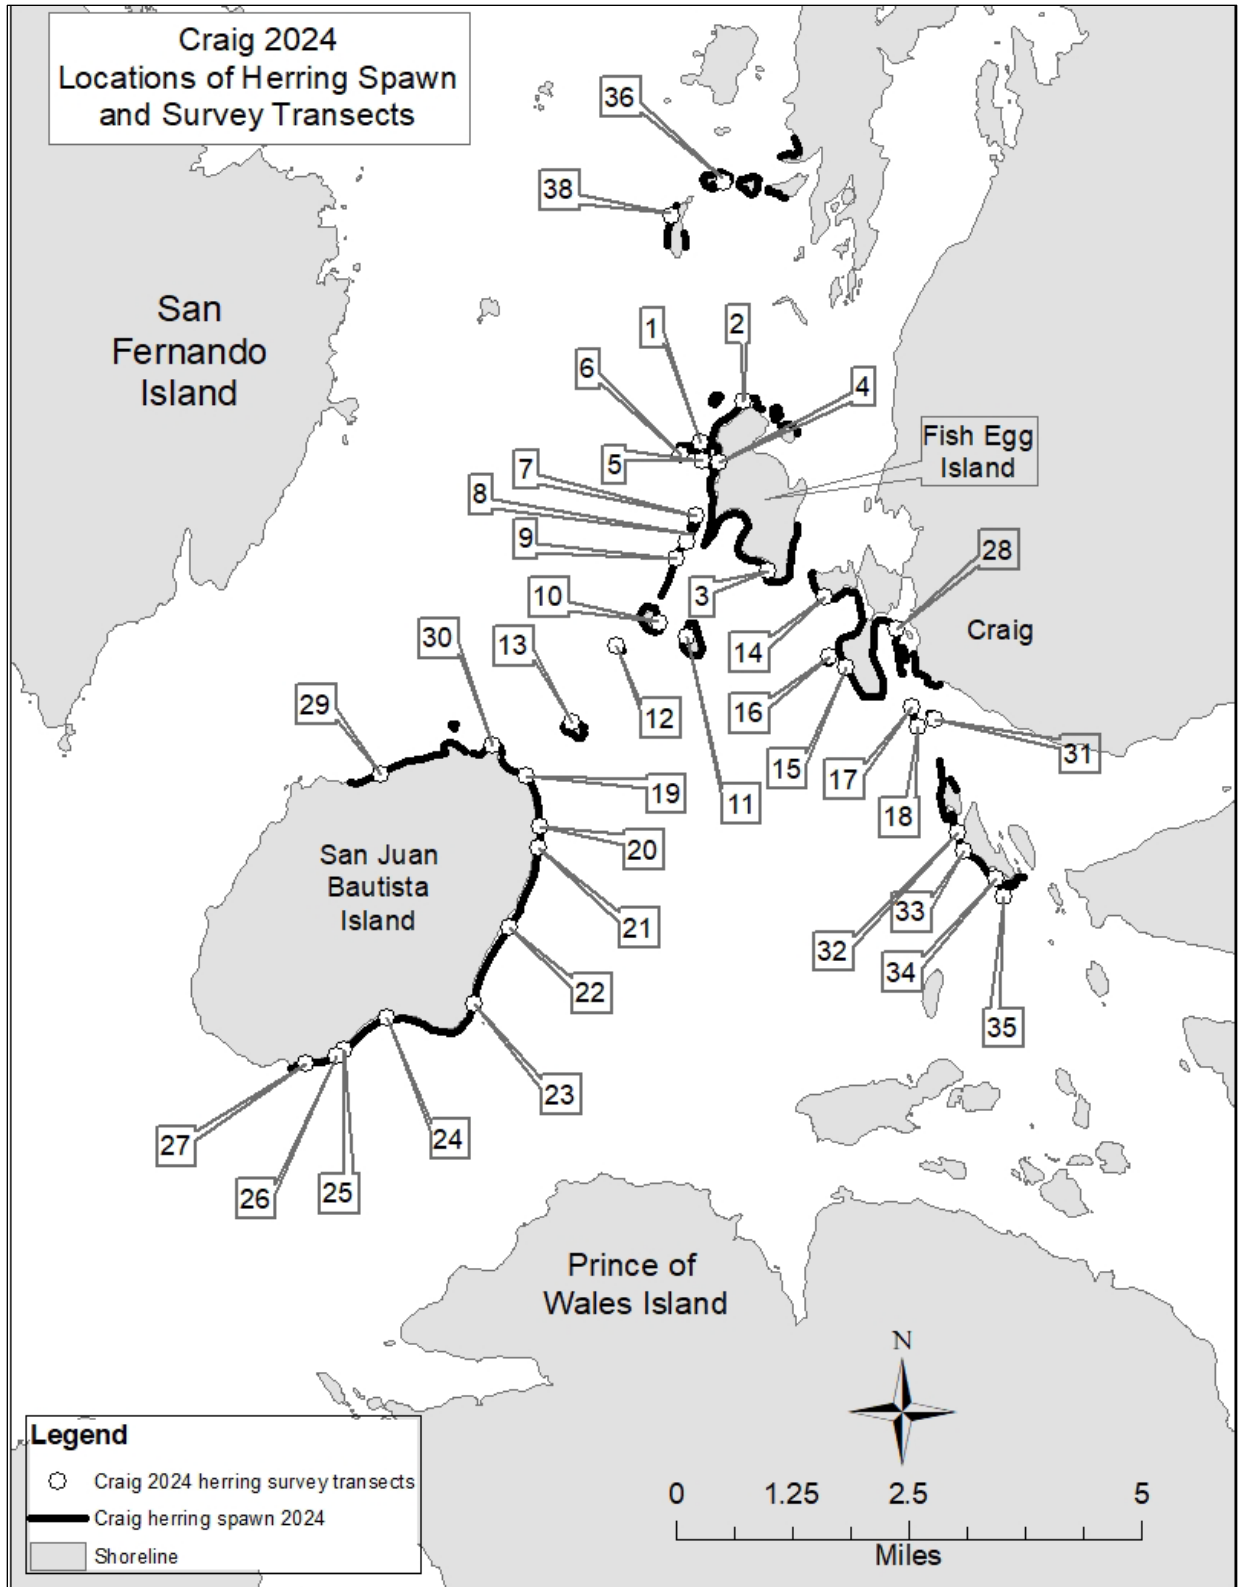 Craig 2024
Locations of Herring Spawn
and Survey Transects
36
38
San
Fernando
Island
1
2
6
4
Fish Egg
Island
5
7
8
9
28
3
10
Craig
30
13
14
16
29
12
15
17
31
11
19
18
20
San Juan
Bautista
Island
21
33
32
34
22
35
23
24
27
26
25
Prince of
Wales Island
N
Legend
Craig 2024 herring survey transects
Craig herring spawn 2024
Shoreline
0 1.25 2.5 5
Miles